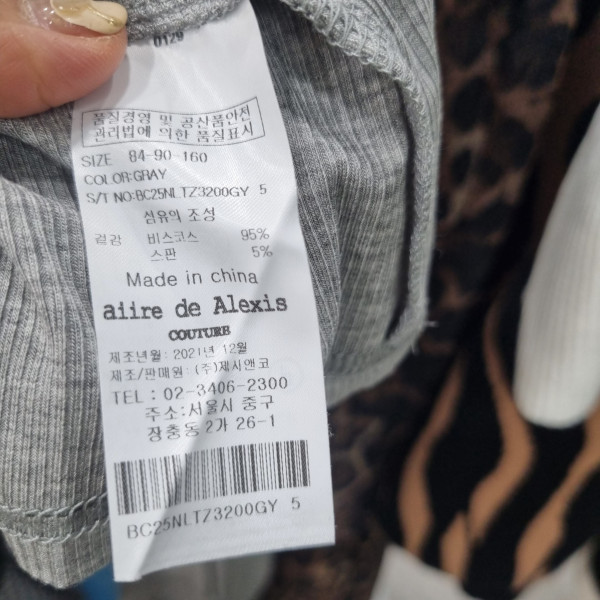 0129
품질경영 및 공산품안전
관리법에 의한 품질표시
SIZE 84-90-160
COLOR:GRAY
S/T NO:BC25NLTZ3200GY 5
섬유의 조성
겉감 비스코스 95%
스판 5%
Made in china
aiire de Alexis
COUTURE
제조년월: 2021년 12월
제조/판매원: (주)제시앤코
TEL : 02-3406-2300
주소:서울시 중구
장충동2가 26-1
BC25NLTZ3200GY 5